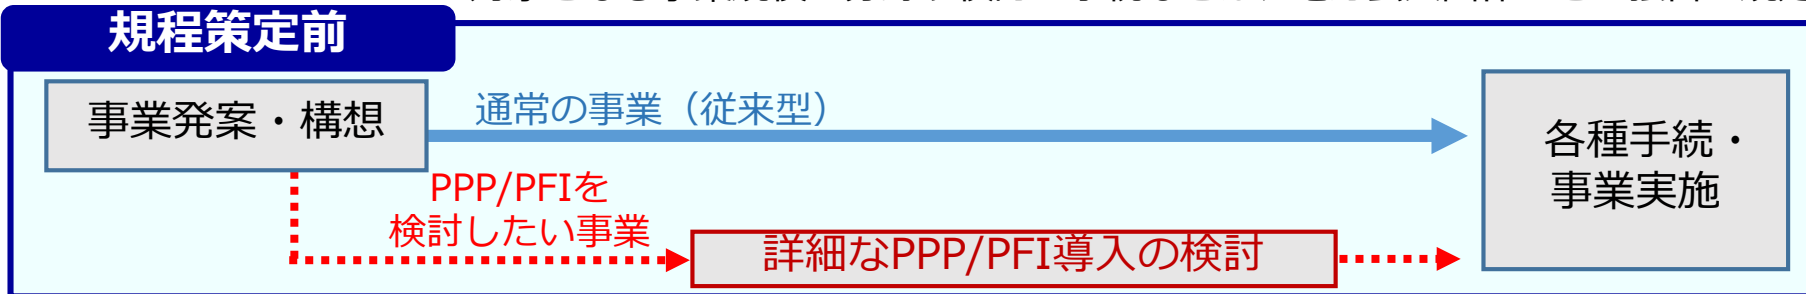 規程策定前
事業発案・構想
通常の事業（従来型）
PPP/PFIを
検討したい事業
詳細なPPP/PFI導入の検討
各種手続・
事業実施